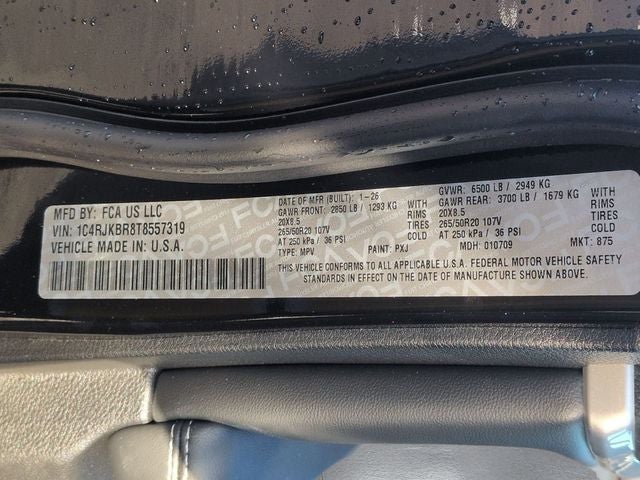 MFD BY: FCA US LLC
VIN: 1C4RJKBR8T8557319
VEHICLE MADE IN: U.S.A.
DATE OF MFR (BUILT): 1-26 GVWR: 6500 LB / 2949 KG
GAWR FRONT: 2850 LB / 1293 KG WITH GAWR REAR: 3700 LB / 1679 KG WITH
20X8.5 RIMS 20X8.5 RIMS
265/50R20 107V TIRES 265/50R20 107V TIRES
AT 250 kPa / 36 PSI COLD AT 250 kPa / 36 PSI COLD
TYPE: MPV PAINT: PXJ MDH: 010709 MKT: 875
THIS VEHICLE CONFORMS TO ALL APPLICABLE U.S.A. FEDERAL MOTOR VEHICLE SAFETY
STANDARDS IN EFFECT ON THE DATE OF MANUFACTURE SHOWN ABOVE.